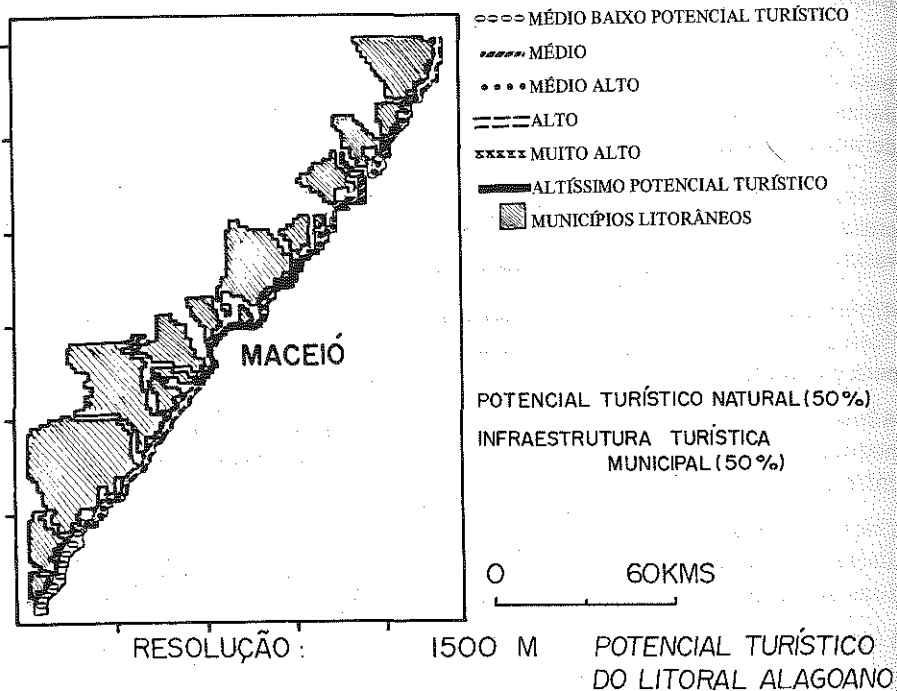 MÉDIO BAIXO POTENCIAL TURÍSTICO
MÉDIO
MÉDIO ALTO
ALTO
MUITO ALTO
ALTÍSSIMO POTENCIAL TURÍSTICO
MUNICÍPIOS LITORÂNEOS
MACEIÓ
POTENCIAL TURÍSTICO NATURAL (50%)
INFRAESTRUTURA TURÍSTICA
MUNICIPAL (50%)
0 60KMS
RESOLUÇÃO : 1500 M
POTENCIAL TURÍSTICO
DO LITORAL ALAGOANO